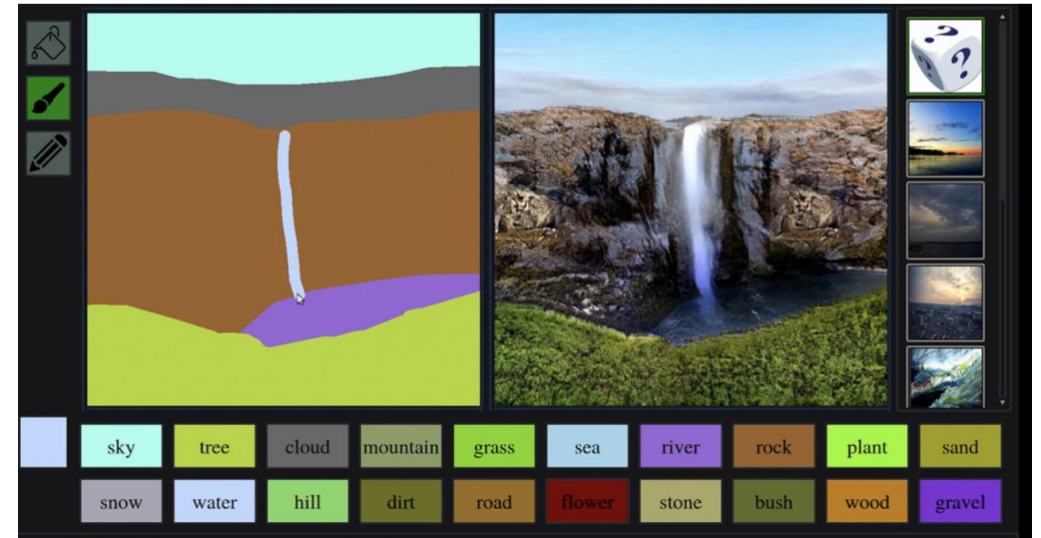 ? ? ?
sky tree cloud mountain grass sea river rock plant sand
snow water hill dirt road flower stone bush wood gravel